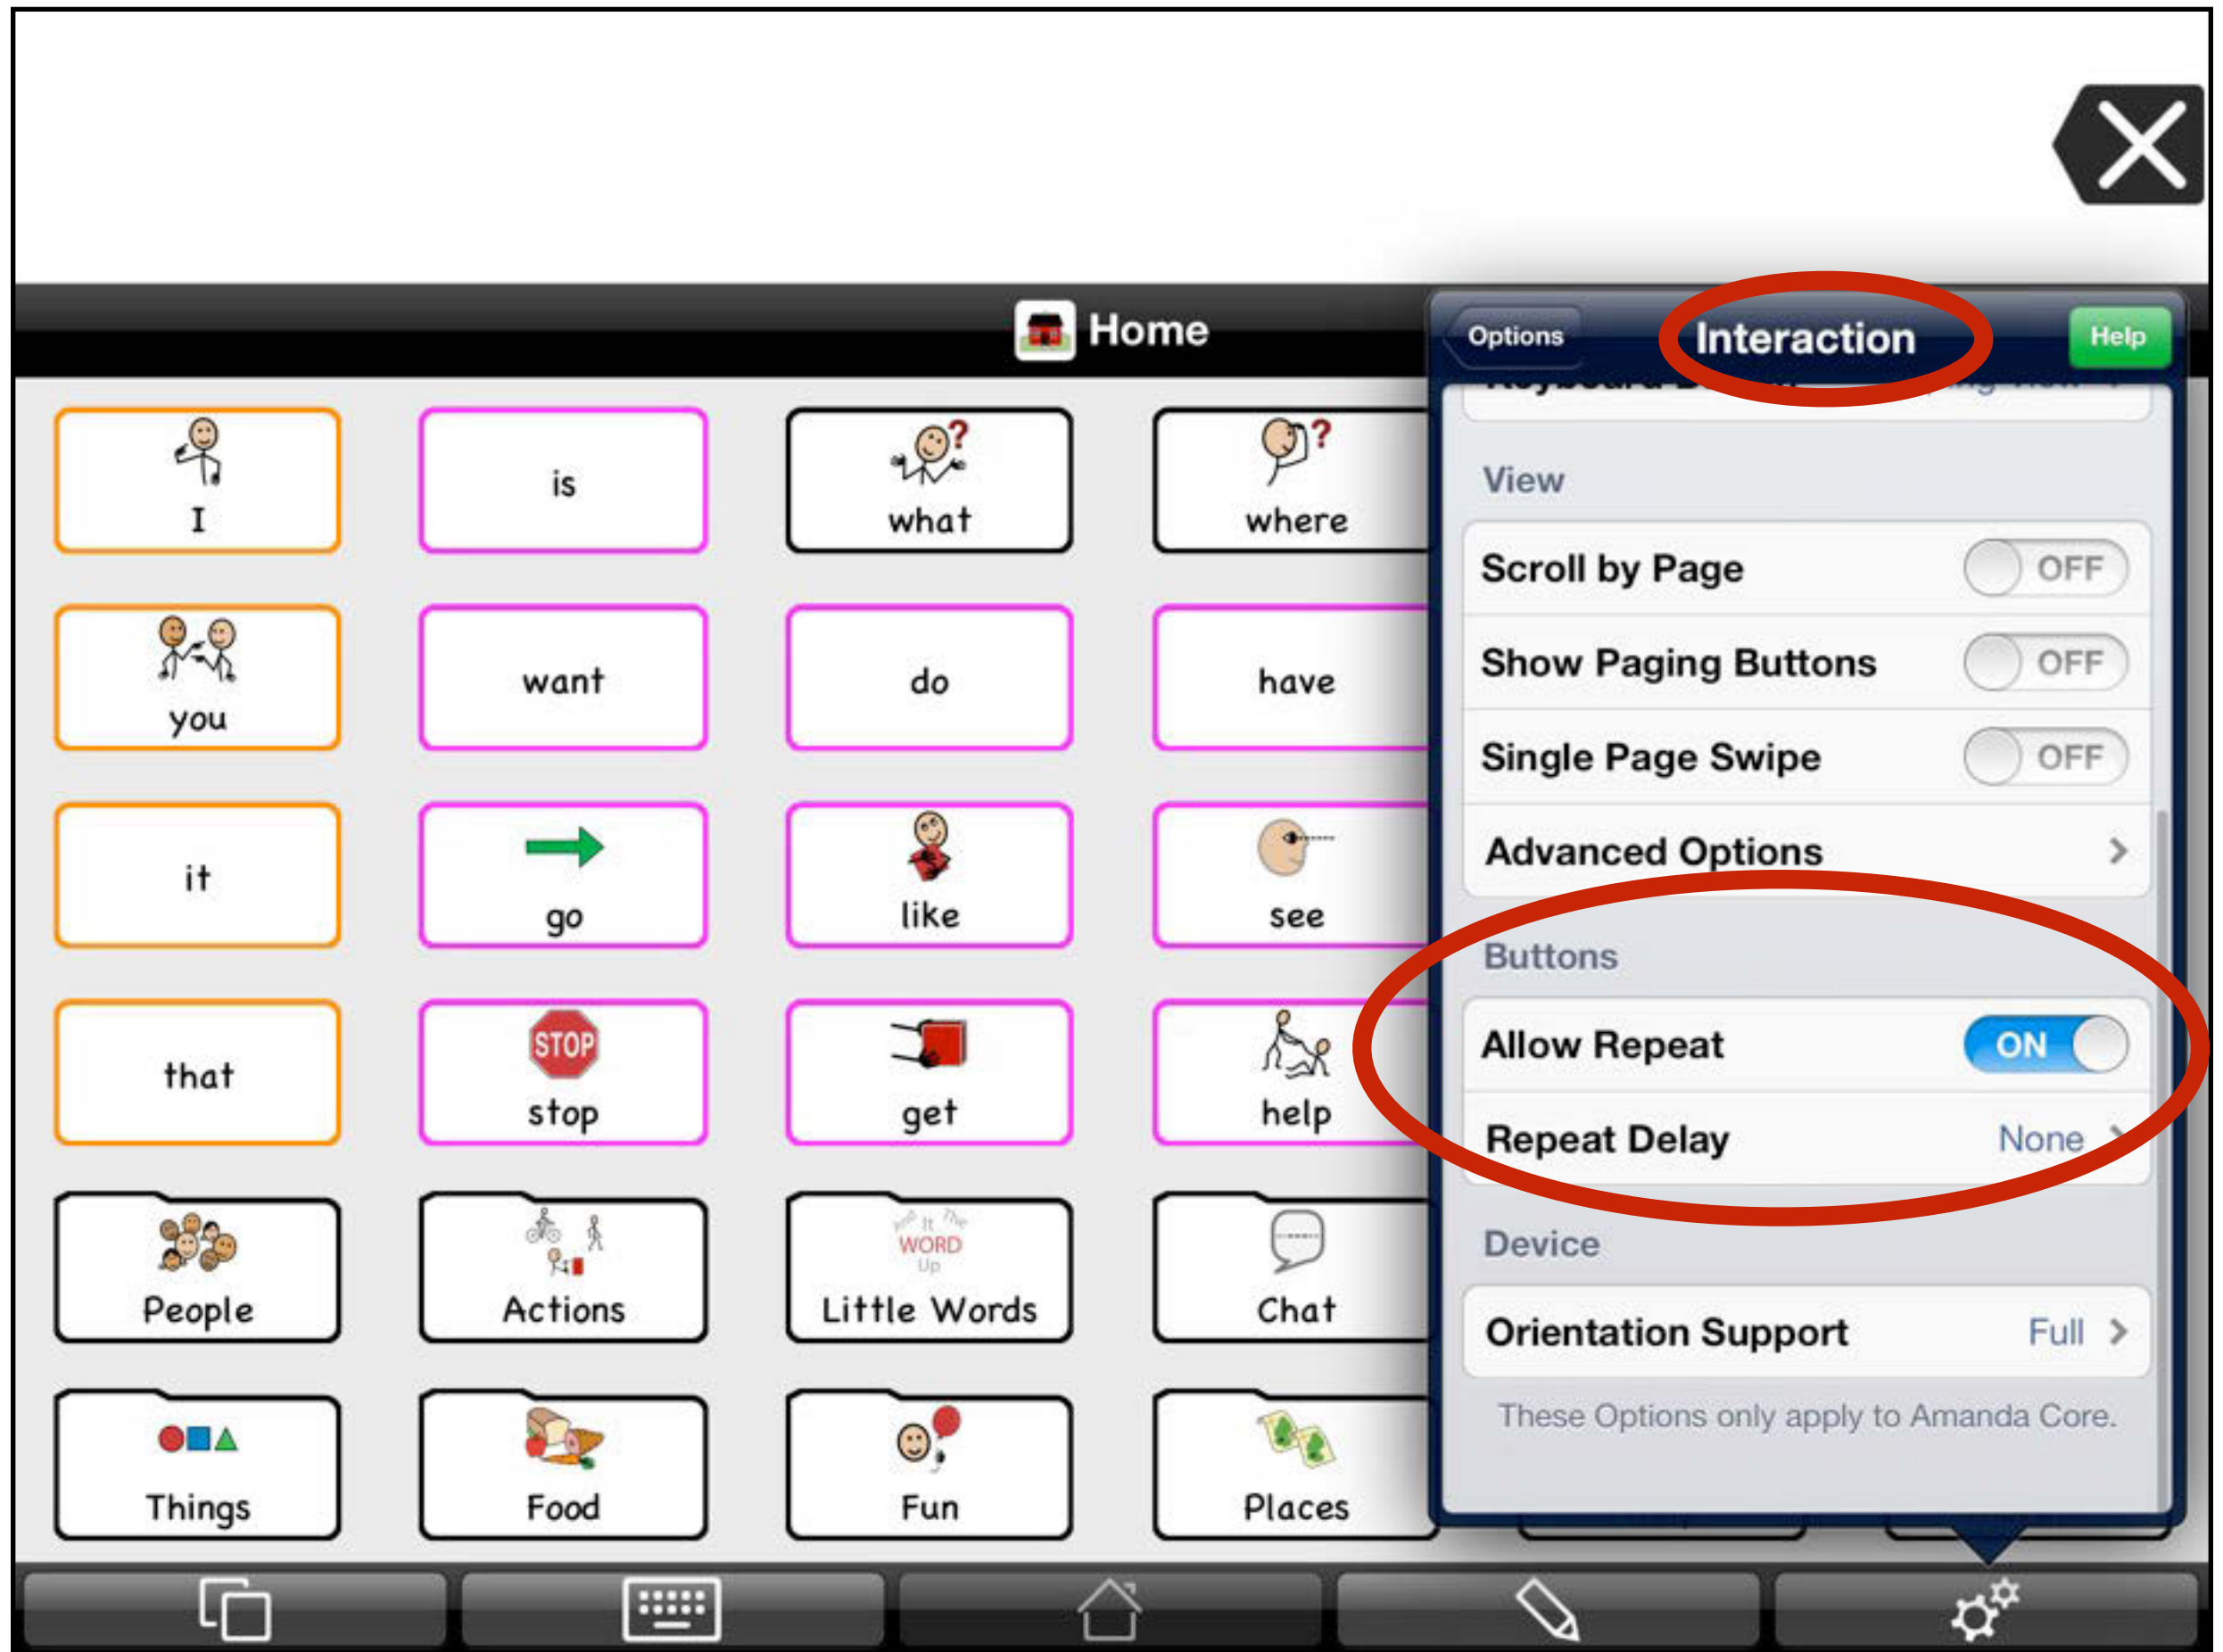 Home
Options
Interaction
Help
I
is
what
where
you
want
do
have
it
go
like
see
that
STOP
stop
get
help
People
Actions
And It The
WORD
Up
Little Words
Chat
Things
Food
Fun
Places
View
Scroll by Page OFF
Show Paging Buttons OFF
Single Page Swipe OFF
Advanced Options
Buttons
Allow Repeat ON
Repeat Delay None
Device
Orientation Support Full
These Options only apply to Amanda Core.